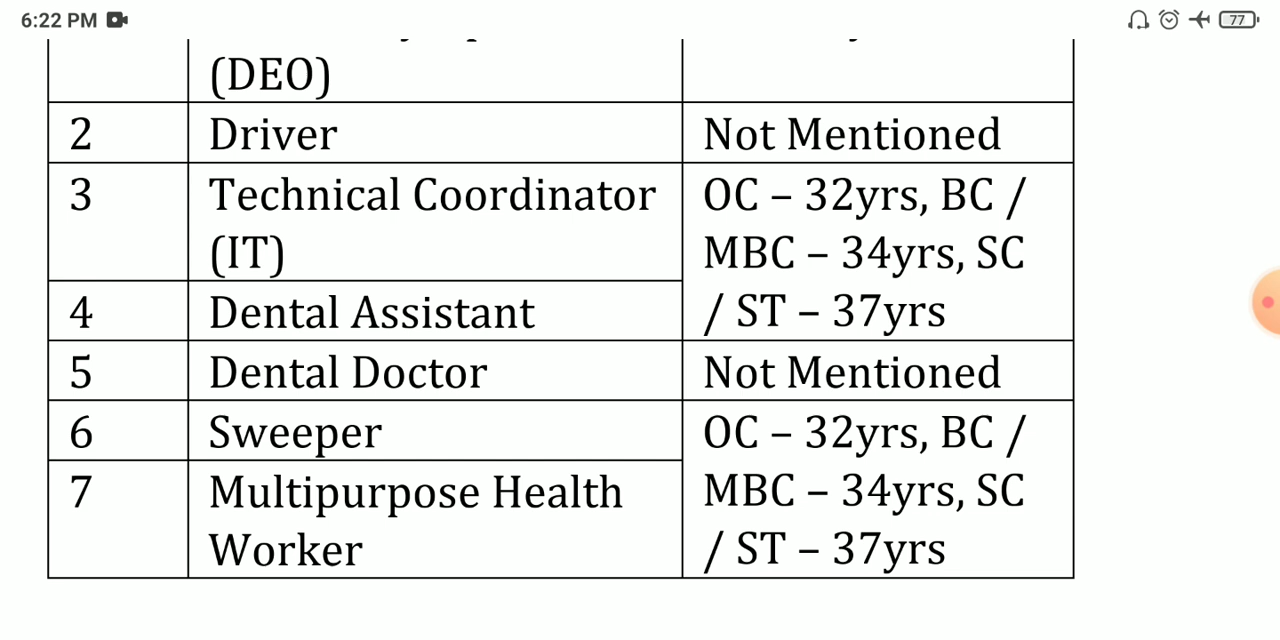 6:22 PM
77
(DEO)
2 Driver Not Mentioned
3 Technical Coordinator OC – 32yrs, BC /
(IT) MBC – 34yrs, SC
4 Dental Assistant / ST – 37yrs
5 Dental Doctor Not Mentioned
6 Sweeper OC – 32yrs, BC /
7 Multipurpose Health MBC – 34yrs, SC
Worker / ST – 37yrs